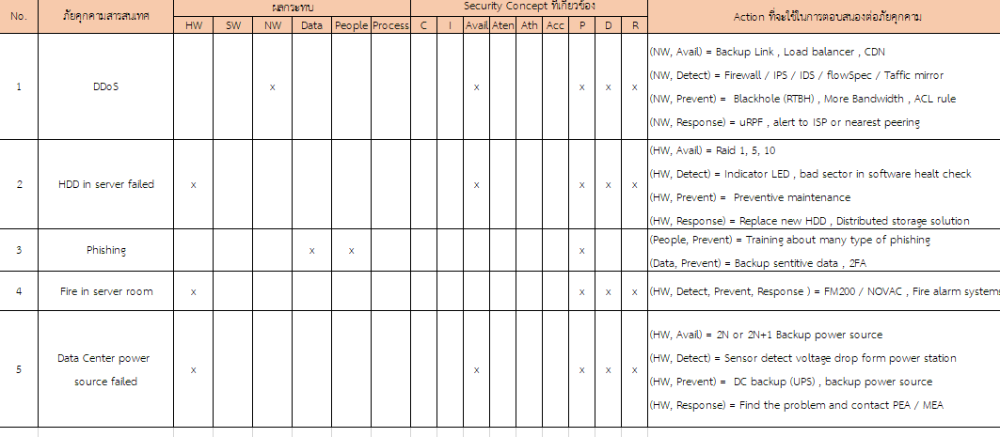 No. ภัยคุกคามสารสนเทศ ผลกระทบ Security Concept ที่เกี่ยวข้อง Action ที่จะใช้ในการตอบสนองต่อภัยคุกคาม
HW SW NW Data People Process C I Avail Aten Ath Acc P D R
1 DDoS x x x x x
(NW, Avail) = Backup Link , Load balancer , CDN
(NW, Detect) = Firewall / IPS / IDS / flowSpec / Taffic mirror
(NW, Prevent) = Blackhole (RTBH) , More Bandwidth , ACL rule
(NW, Response) = uRPF , alert to ISP or nearest peering
2 HDD in server failed x x x x x
(HW, Avail) = Raid 1, 5, 10
(HW, Detect) = Indicator LED , bad sector in software healt check
(HW, Prevent) = Preventive maintenance
(HW, Response) = Replace new HDD , Distributed storage solution
3 Phishing x x x
(People, Prevent) = Training about many type of phishing
(Data, Prevent) = Backup sentitive data , 2FA
4 Fire in server room x x x x
(HW, Detect, Prevent, Response ) = FM200 / NOVAC , Fire alarm systems
5 Data Center power
source failed x x x x x
(HW, Avail) = 2N or 2N+1 Backup power source
(HW, Detect) = Sensor detect voltage drop form power station
(HW, Prevent) = DC backup (UPS) , backup power source
(HW, Response) = Find the problem and contact PEA / MEA